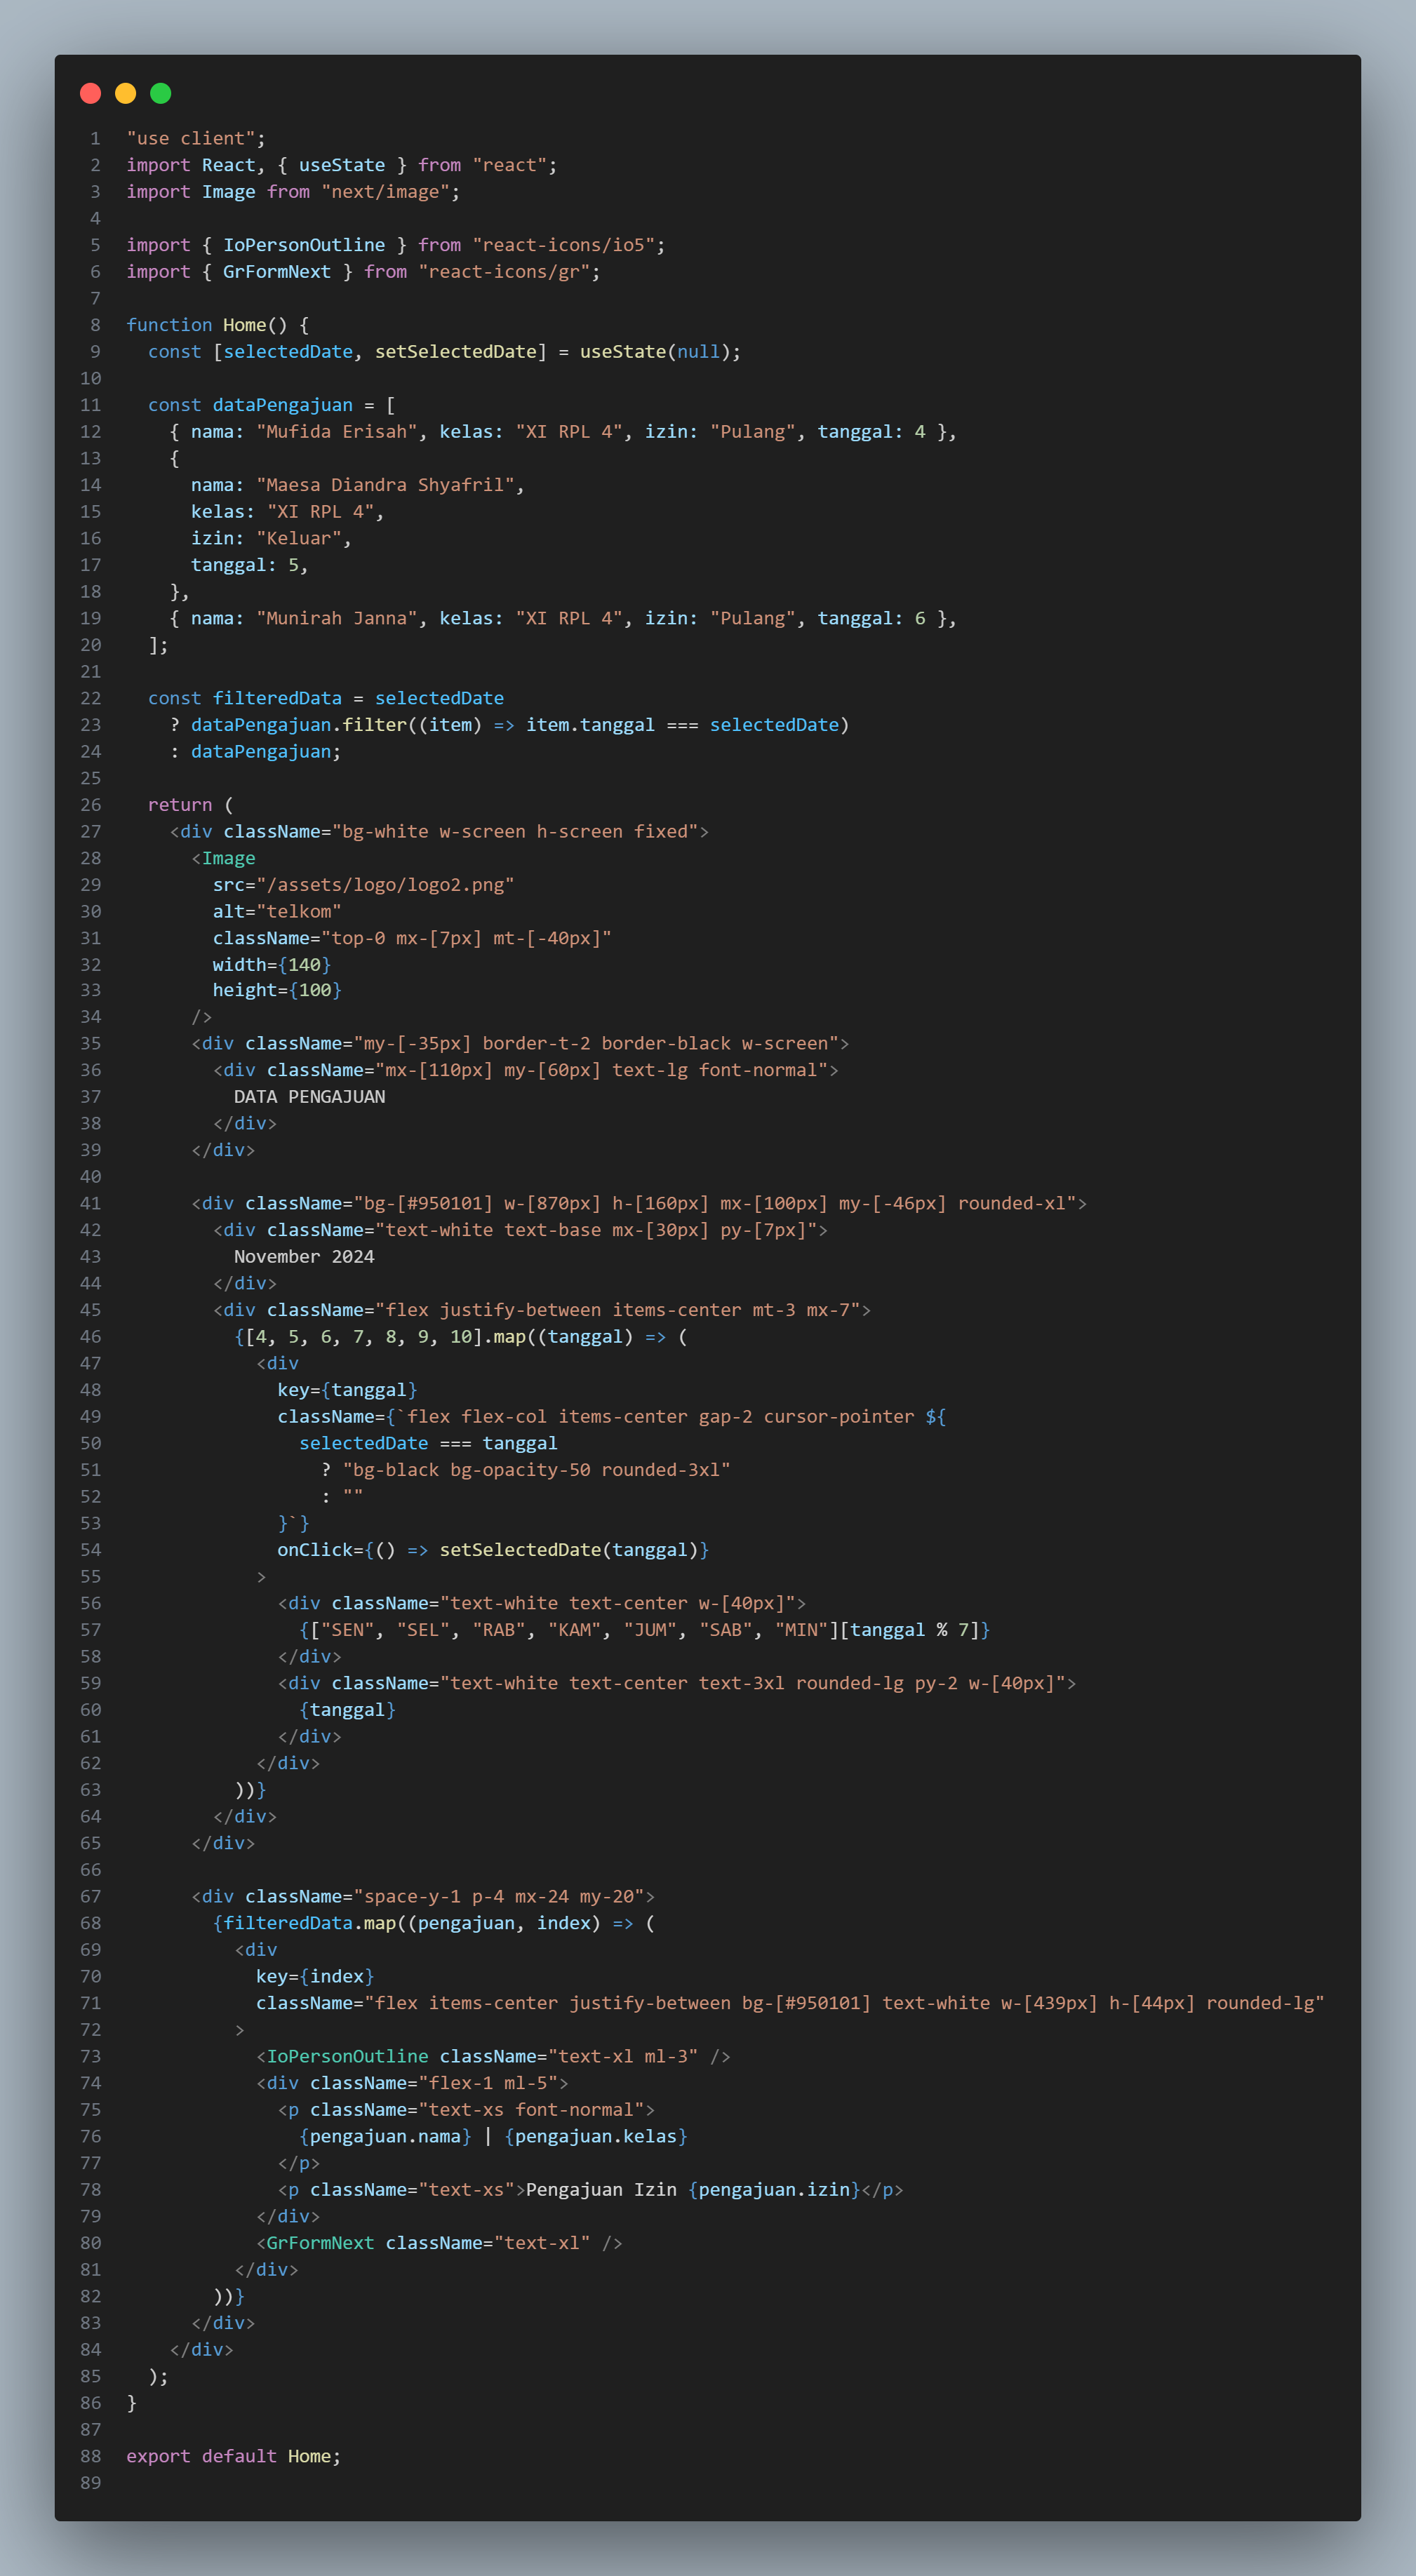 1 "use client";
2 import React, { useState } from "react";
3 import Image from "next/image";
4
5 import { IoPersonOutline } from "react-icons/io5";
6 import { GrFormNext } from "react-icons/gr";
7
8 function Home() {
9   const [selectedDate, setSelectedDate] = useState(null);
10
11   const dataPengajuan = [
12     { nama: "Mufida Erisah", kelas: "XI RPL 4", izin: "Pulang", tanggal: 4 },
13     {
14       nama: "Maesa Diandra Shyafril",
15       kelas: "XI RPL 4",
16       izin: "Keluar",
17       tanggal: 5,
18     },
19     { nama: "Munirah Janna", kelas: "XI RPL 4", izin: "Pulang", tanggal: 6 },
20   ];
21
22   const filteredData = selectedDate
23     ? dataPengajuan.filter((item) => item.tanggal === selectedDate)
24     : dataPengajuan;
25
26   return (
27     <div className="bg-white w-screen h-screen fixed">
28       <Image
29         src="/assets/logo/logo2.png"
30         alt="telkom"
31         className="top-0 mx-[7px] mt-[-40px]"
32         width={140}
33         height={100}
34       />
35       <div className="my-[-35px] border-t-2 border-black w-screen">
36         <div className="mx-[110px] my-[60px] text-lg font-normal">
37           DATA PENGAJUAN
38         </div>
39       </div>
40
41       <div className="bg-[#950101] w-[870px] h-[160px] mx-[100px] my-[-46px] rounded-xl">
42         <div className="text-white text-base mx-[30px] py-[7px]">
43           November 2024
44         </div>
45         <div className="flex justify-between items-center mt-3 mx-7">
46           {[4, 5, 6, 7, 8, 9, 10].map((tanggal) => (
47             <div
48               key={tanggal}
49               className={`flex flex-col items-center gap-2 cursor-pointer ${
50                 selectedDate === tanggal
51                   ? "bg-black bg-opacity-50 rounded-3xl"
52                   : ""
53               }`}
54               onClick={() => setSelectedDate(tanggal)}
55             >
56               <div className="text-white text-center w-[40px]">
57                 {["SEN", "SEL", "RAB", "KAM", "JUM", "SAB", "MIN"][tanggal % 7]}
58               </div>
59               <div className="text-white text-center text-3xl rounded-lg py-2 w-[40px]">
60                 {tanggal}
61               </div>
62             </div>
63           ))}
64         </div>
65       </div>
66
67       <div className="space-y-1 p-4 mx-24 my-20">
68         {filteredData.map((pengajuan, index) => (
69           <div
70             key={index}
71             className="flex items-center justify-between bg-[#950101] text-white w-[439px] h-[44px] rounded-lg"
72           >
73             <IoPersonOutline className="text-xl ml-3" />
74             <div className="flex-1 ml-5">
75               <p className="text-xs font-normal">
76                 {pengajuan.nama} | {pengajuan.kelas}
77               </p>
78               <p className="text-xs">Pengajuan Izin {pengajuan.izin}</p>
79             </div>
80             <GrFormNext className="text-xl" />
81           </div>
82         ))}
83       </div>
84     </div>
85   );
86 }
87
88 export default Home;
89